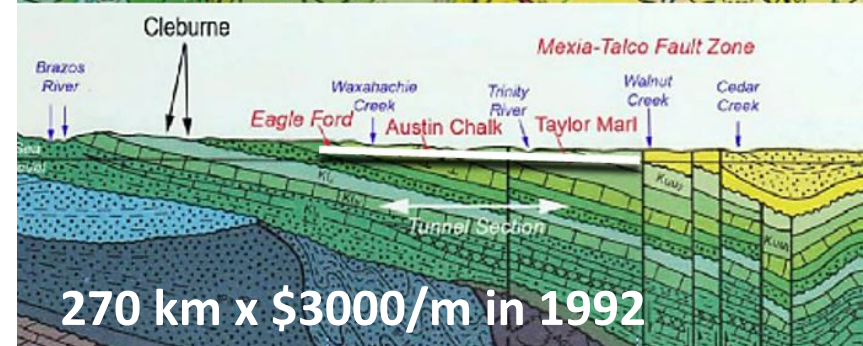 Cleburne
Mexia-Talco Fault Zone
Brazos
River
Waxahachie
Creek
Trinity
River
Walnut
Creek
Cedar
Creek
Eagle Ford
Austin Chalk
Taylor Marl
Sea
Tunnel Section
270 km x $3000/m in 1992